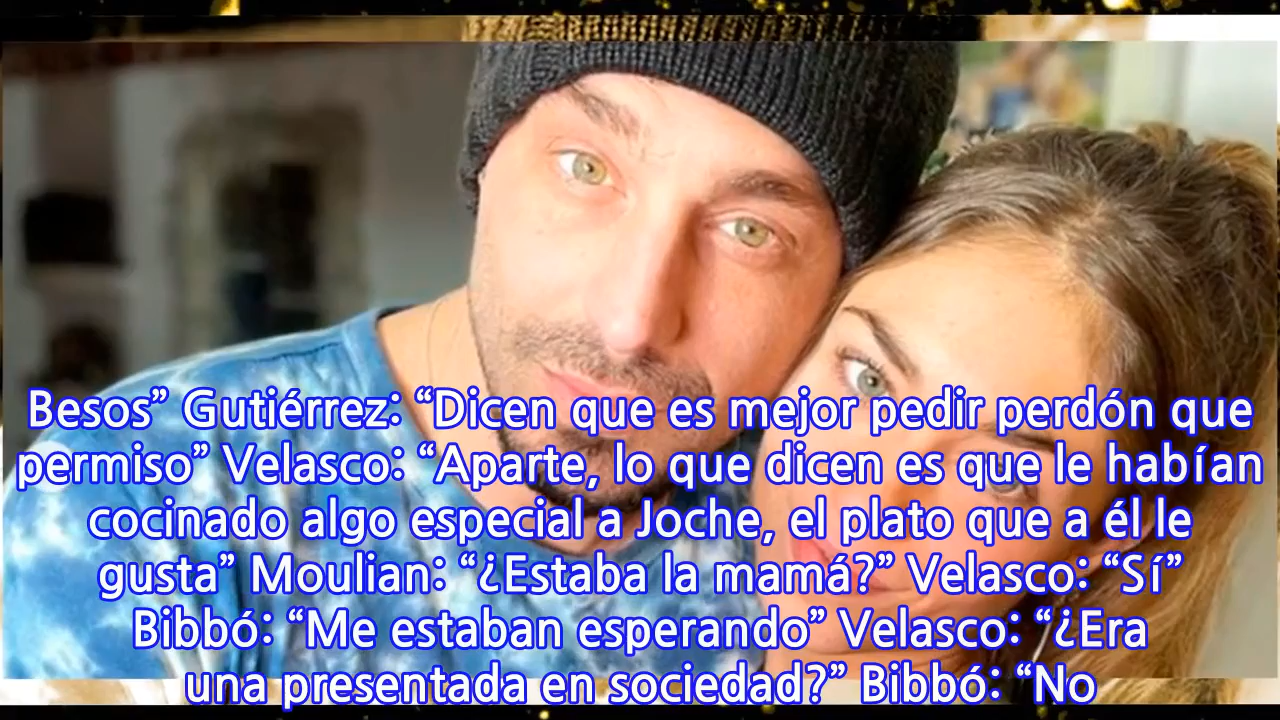 Besos” Gutiérrez: “Dicen que es mejor pedir perdón que
permiso” Velasco: “Aparte, lo que dicen es que le habían
cocinado algo especial a Joche, el plato que a él le
gusta” Moulian: “¿Estaba la mamá?” Velasco: “Sí”
Bibbó: “Me estaban esperando” Velasco: “¿Era
una presentada en sociedad?” Bibbó: “No